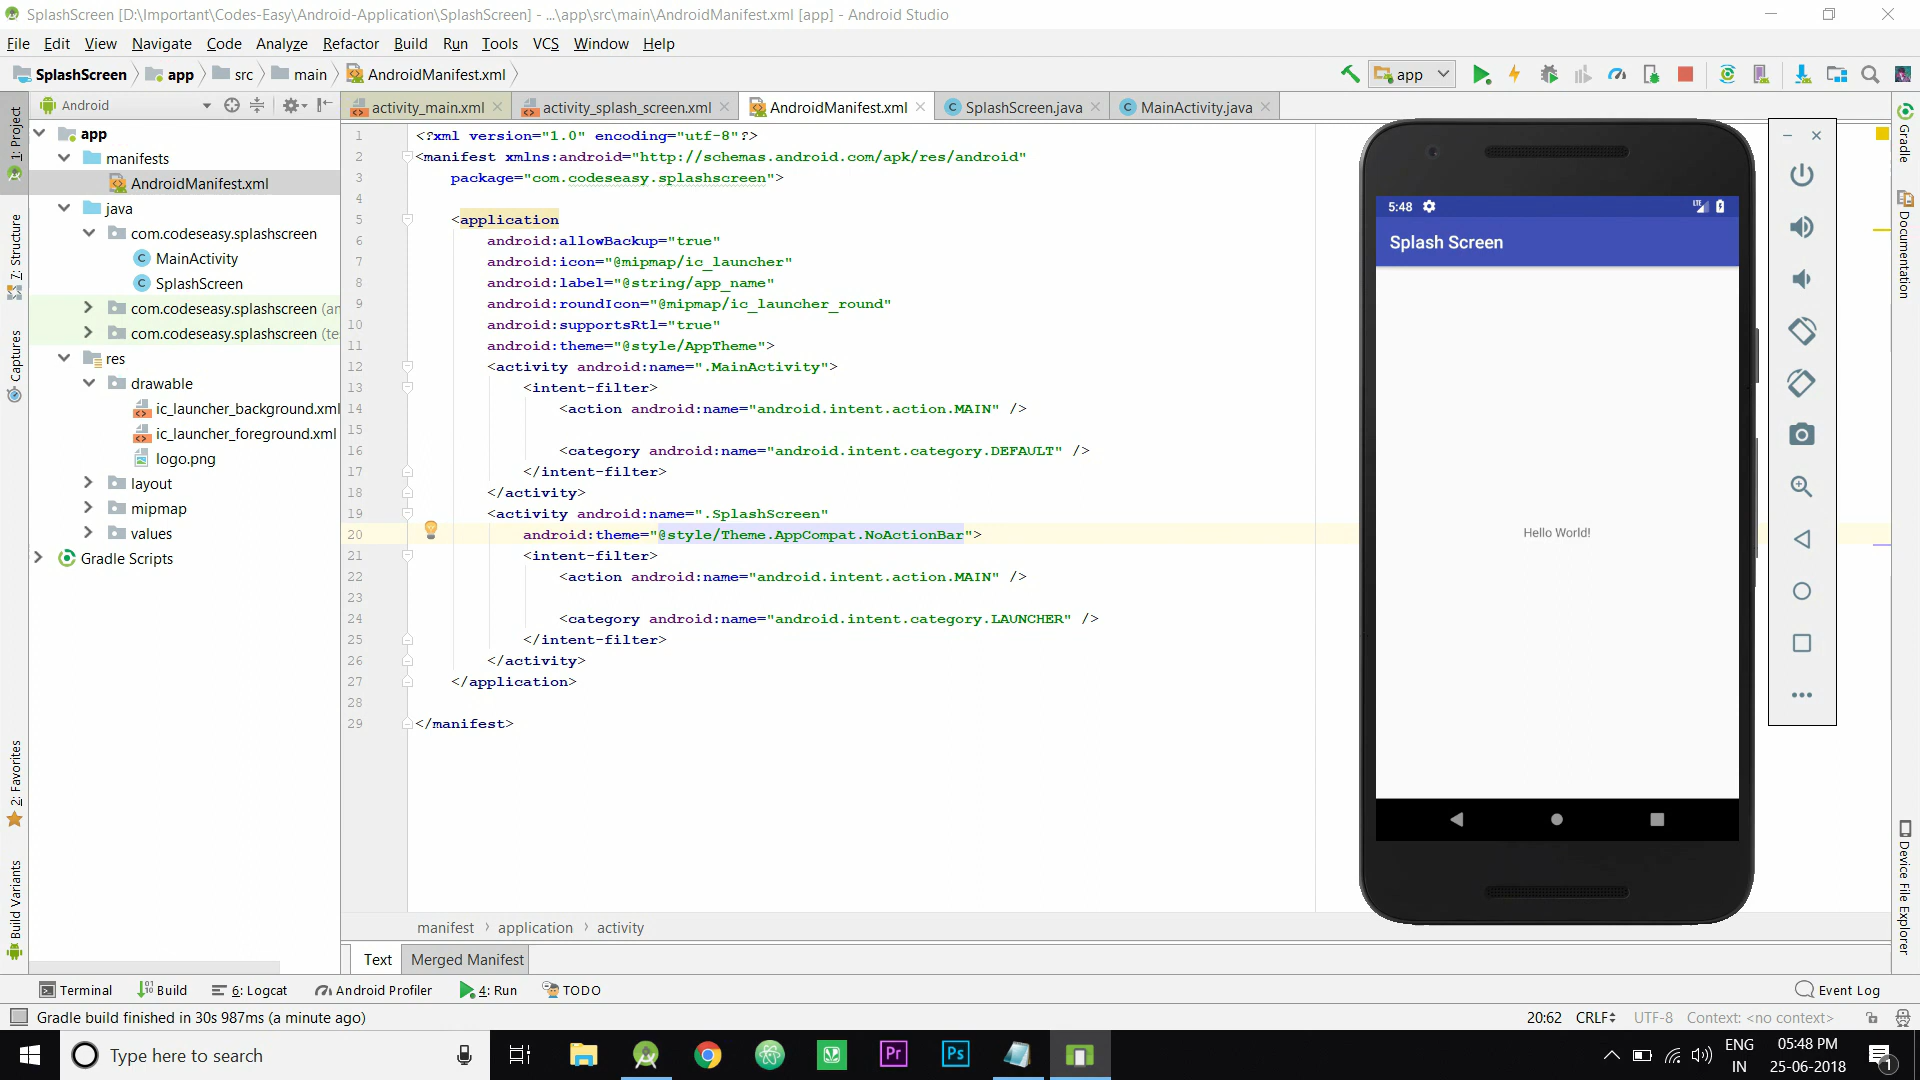 SplashScreen [D:\Important\Codes-Easy\Android-Application\SplashScreen] - ...\app\src\main\AndroidManifest.xml [app] - Android Studio
File Edit View Navigate Code Analyze Refactor Build Run Tools VCS Window Help
SplashScreen app src main AndroidManifest.xml
app
Android
activity_main.xml activity_splash_screen.xml AndroidManifest.xml SplashScreen.java MainActivity.java
1: Project
7: Structure
Captures
2: Favorites
Build Variants
app
manifests
AndroidManifest.xml
java
com.codeseasy.splashscreen
MainActivity
SplashScreen
com.codeseasy.splashscreen (an
com.codeseasy.splashscreen (te
res
drawable
ic_launcher_background.xml
ic_launcher_foreground.xml
logo.png
layout
mipmap
values
Gradle Scripts
1 <?xml version="1.0" encoding="utf-8"?>
2 <manifest xmlns:android="http://schemas.android.com/apk/res/android"
3 package="com.codeseasy.splashscreen">
4
5 <application
6 android:allowBackup="true"
7 android:icon="@mipmap/ic_launcher"
8 android:label="@string/app_name"
9 android:roundIcon="@mipmap/ic_launcher_round"
10 android:supportsRtl="true"
11 android:theme="@style/AppTheme">
12 <activity android:name=".MainActivity">
13 <intent-filter>
14 <action android:name="android.intent.action.MAIN" />
15
16 <category android:name="android.intent.category.DEFAULT" />
17 </intent-filter>
18 </activity>
19 <activity android:name=".SplashScreen"
20 android:theme="@style/Theme.AppCompat.NoActionBar">
21 <intent-filter>
22 <action android:name="android.intent.action.MAIN" />
23
24 <category android:name="android.intent.category.LAUNCHER" />
25 </intent-filter>
26 </activity>
27 </application>
28
29 </manifest>
5:48 LTE
Splash Screen
Hello World!
Gradle
Documentation
Device File Explorer
manifest application activity
Text Merged Manifest
Terminal Build 6: Logcat Android Profiler 4: Run TODO Event Log
Gradle build finished in 30s 987ms (a minute ago) 20:62 CRLF UTF-8 Context: <no context>
Type here to search
Pr Ps
ENG
IN
05:48 PM
25-06-2018
1